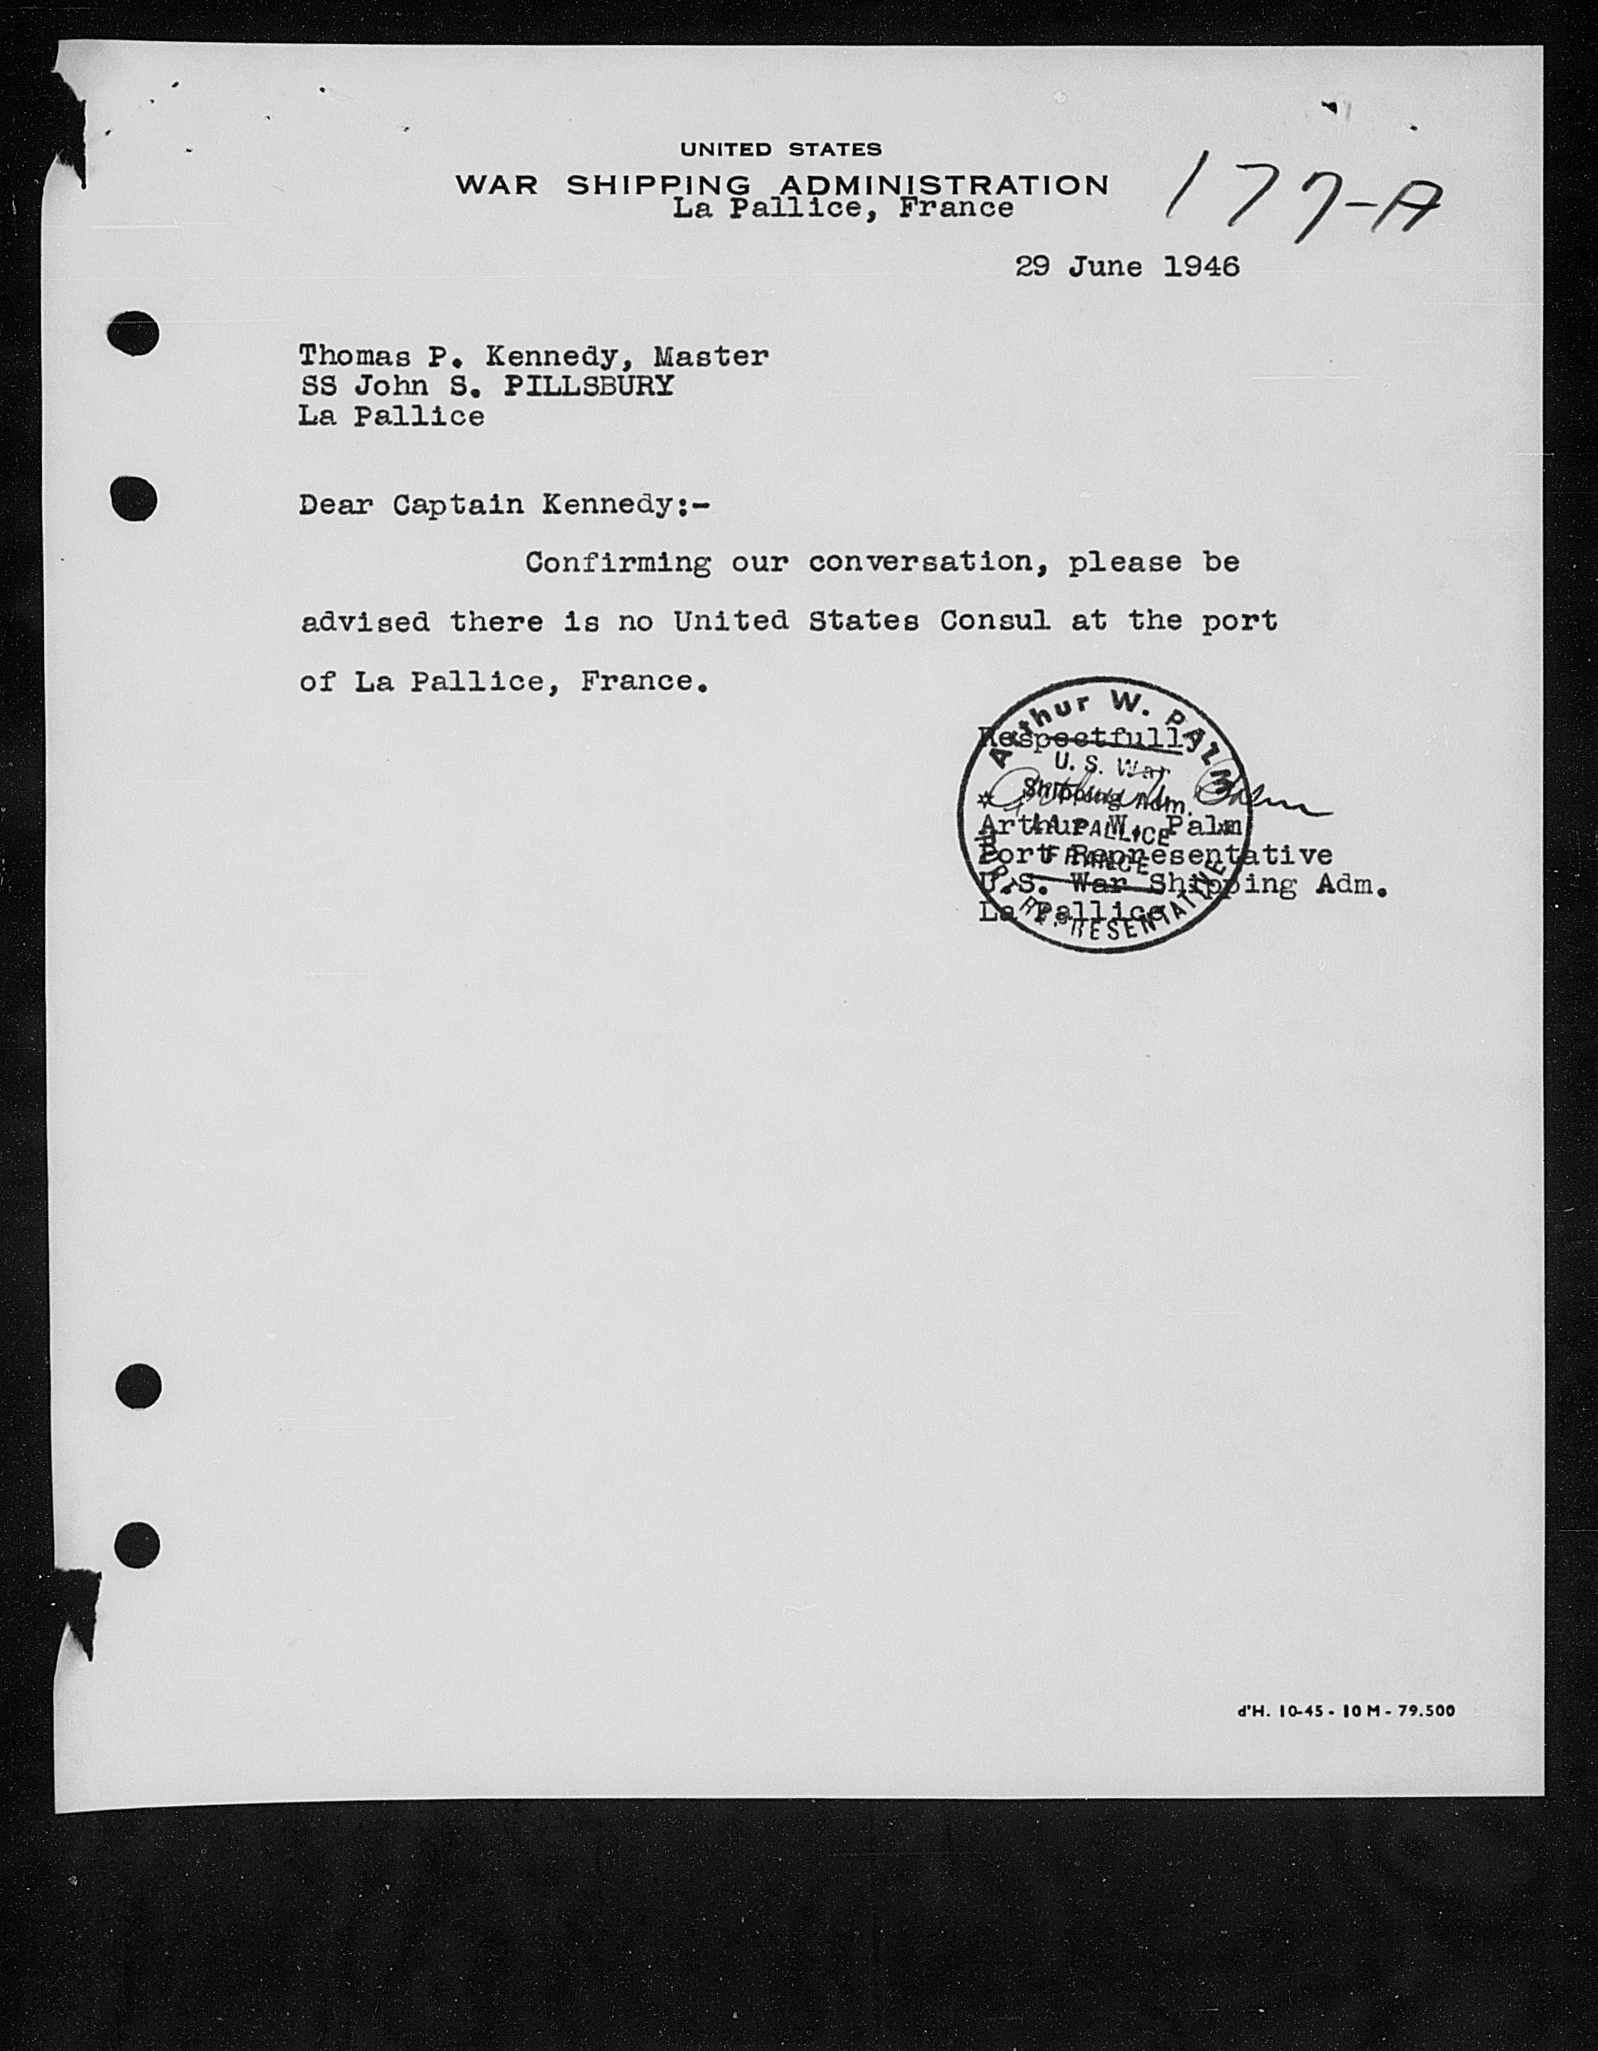 UNITED STATES
WAR SHIPPING ADMINISTRATION
La Pallice, France
177-A
29 June 1946
Thomas P. Kennedy, Master
SS John S. PILLSBURY
La Pallice
Dear Captain Kennedy:-
Confirming our conversation, please be
advised there is no United States Consul at the port
of La Pallice, France.
Respectfully
Arthur W. PALM
U. S. War
Shipping Adm.
LA PALLICE
FRANCE
REPRESENTATIVE
Arthur W. Palm
Arthur W. Palm
Port Representative
U.S. War Shipping Adm.
La Pallice
d'H. 10-45 - 10 M - 79.500